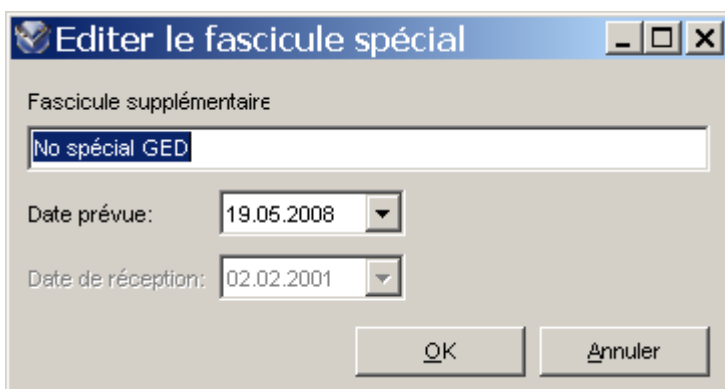 Editer le fascicule spécial
Fascicule supplémentaire
No spécial GED
Date prévue: 19.05.2008
Date de réception: 02.02.2001
OK Annuler